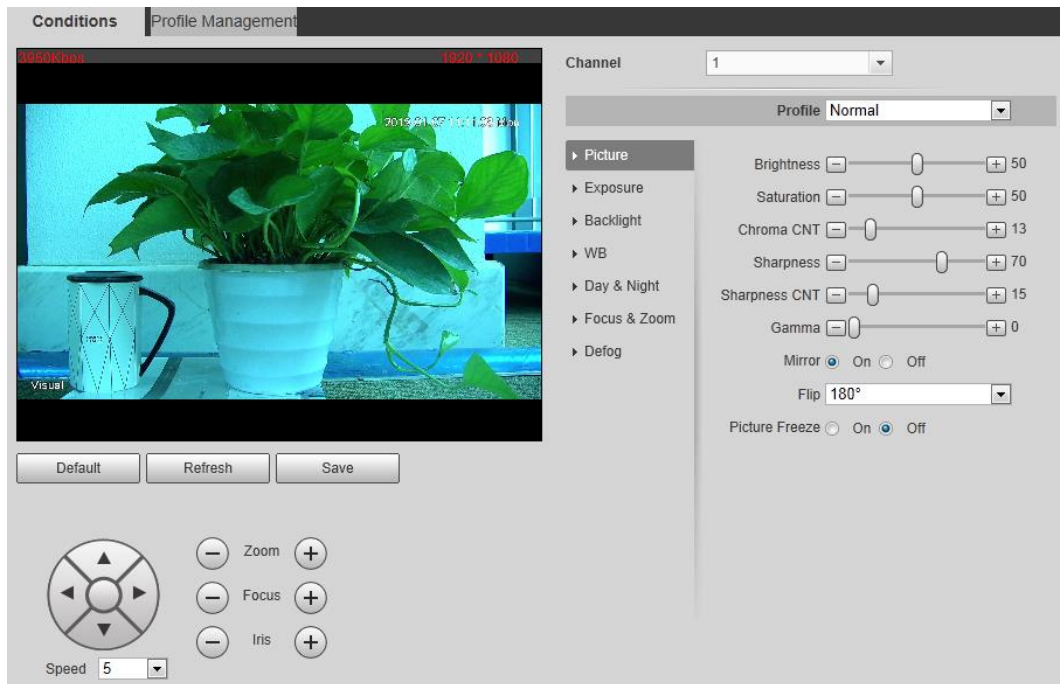 Conditions
Profile Management
3950Kbps
1920 * 1080
Visual
Default
Refresh
Save
Zoom
Focus
Iris
Speed 5
Channel 1
Profile Normal
Picture
Exposure
Backlight
WB
Day & Night
Focus & Zoom
Defog
Brightness 50
Saturation 50
Chroma CNT 13
Sharpness 70
Sharpness CNT 15
Gamma 0
Mirror On Off
Flip 180°
Picture Freeze On Off